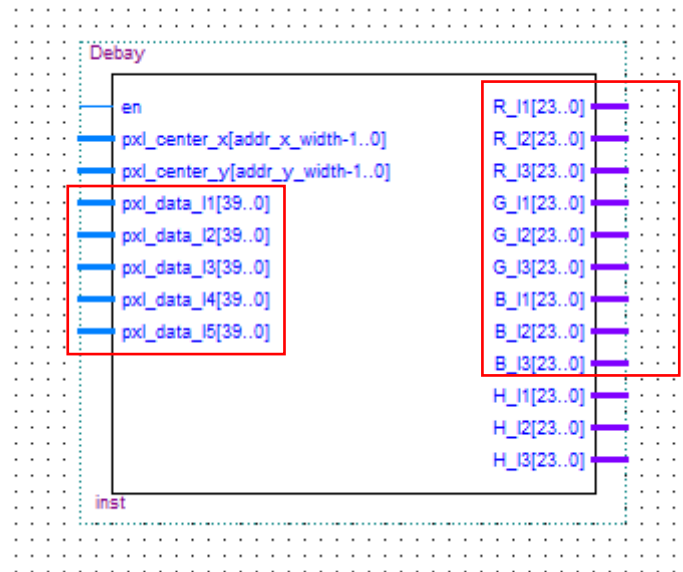 Debay
en
pxl_center_x[addr_x_width-1..0]
pxl_center_y[addr_y_width-1..0]
pxl_data_l1[39..0]
pxl_data_l2[39..0]
pxl_data_l3[39..0]
pxl_data_l4[39..0]
pxl_data_l5[39..0]
R_l1[23..0]
R_l2[23..0]
R_l3[23..0]
G_l1[23..0]
G_l2[23..0]
G_l3[23..0]
B_l1[23..0]
B_l2[23..0]
B_l3[23..0]
H_l1[23..0]
H_l2[23..0]
H_l3[23..0]
inst